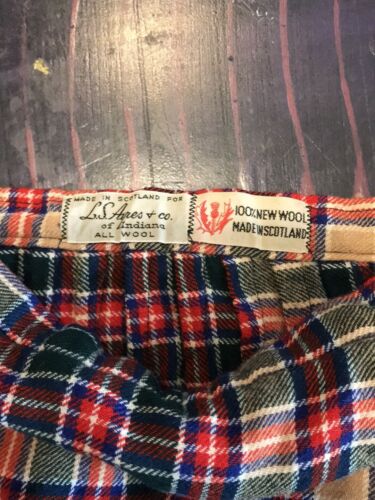 MADE IN SCOTLAND FOR
L.S. Ayres & co.
of Indiana
ALL WOOL
100% NEW WOOL
MADE IN SCOTLAND